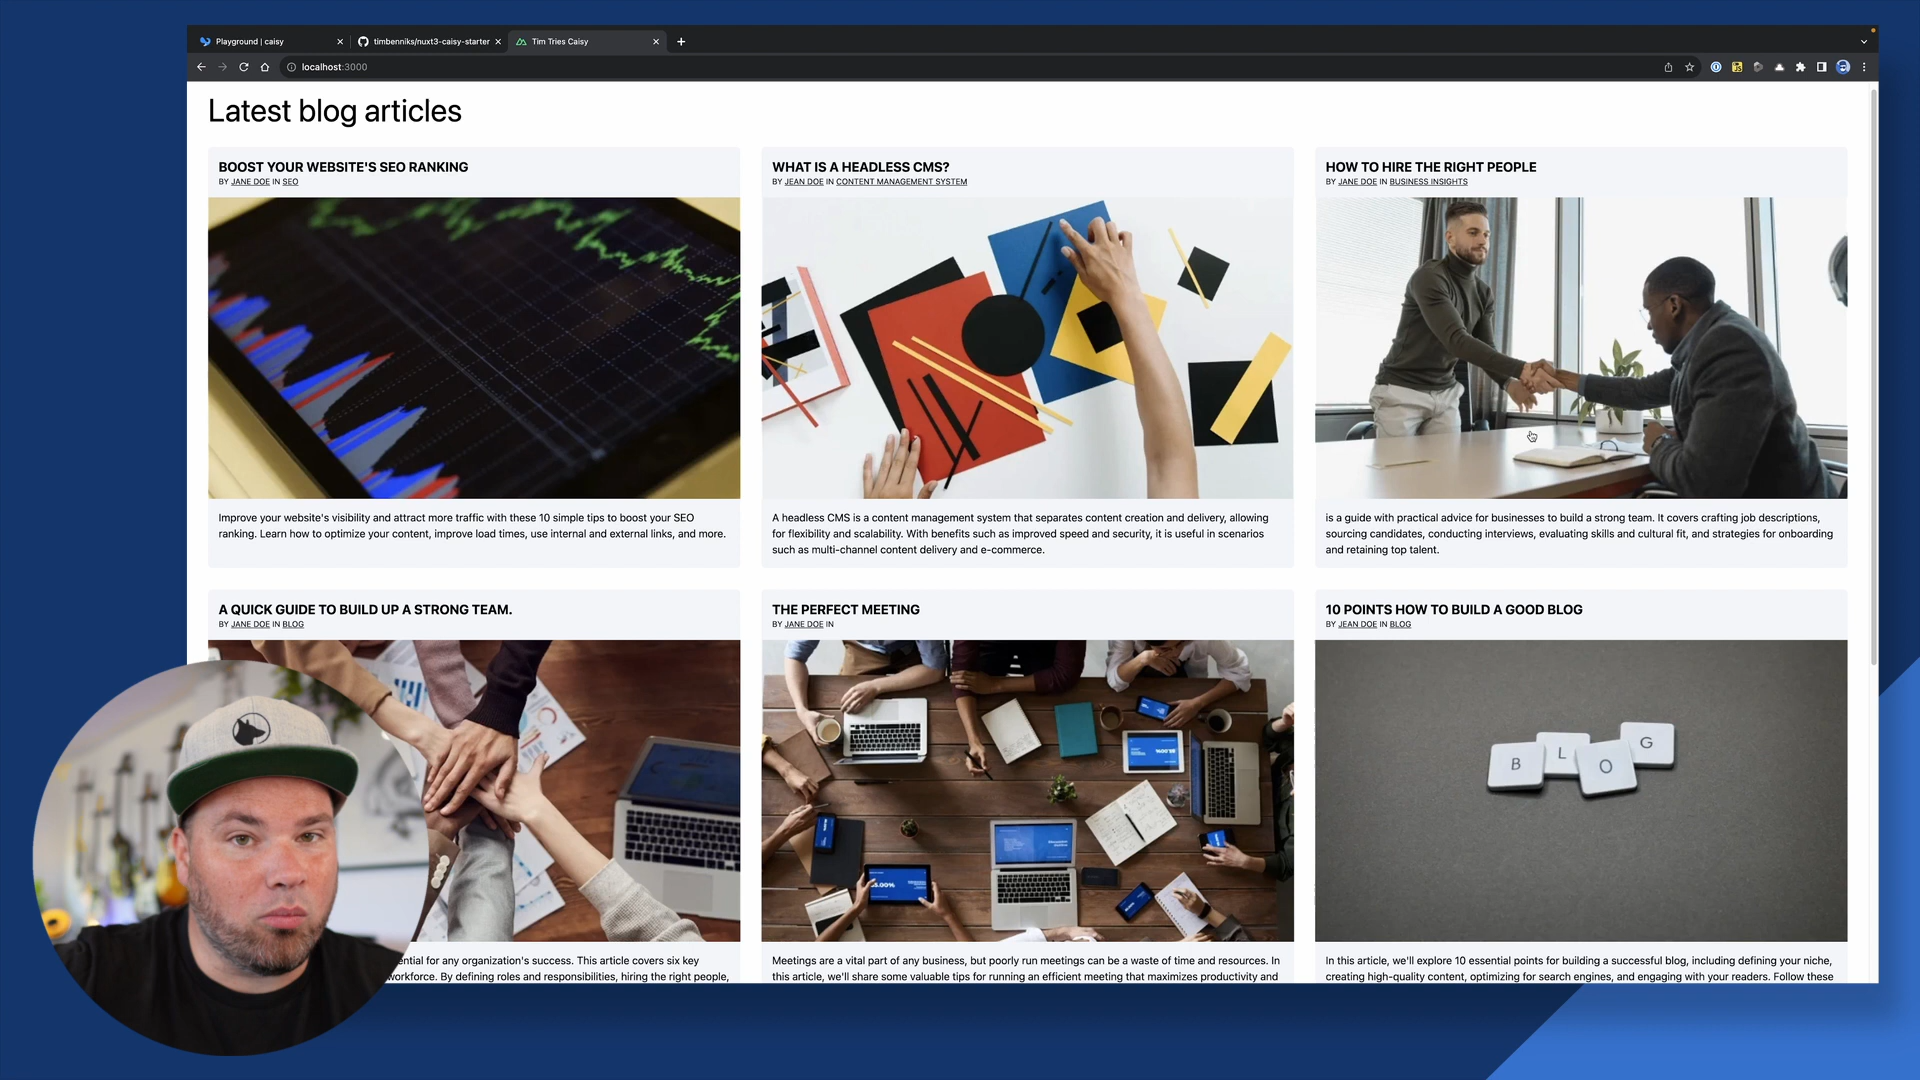 Playground | caisy
timbenniks/nuxt3-caisy-starter
Tim Tries Caisy
localhost:3000
Latest blog articles
BOOST YOUR WEBSITE'S SEO RANKING
BY JANE DOE IN SEO
WHAT IS A HEADLESS CMS?
BY JEAN DOE IN CONTENT MANAGEMENT SYSTEM
HOW TO HIRE THE RIGHT PEOPLE
BY JANE DOE IN BUSINESS INSIGHTS
Improve your website's visibility and attract more traffic with these 10 simple tips to boost your SEO
ranking. Learn how to optimize your content, improve load times, use internal and external links, and more.
A headless CMS is a content management system that separates content creation and delivery, allowing
for flexibility and scalability. With benefits such as improved speed and security, it is useful in scenarios
such as multi-channel content delivery and e-commerce.
is a guide with practical advice for businesses to build a strong team. It covers crafting job descriptions,
sourcing candidates, conducting interviews, evaluating skills and cultural fit, and strategies for onboarding
and retaining top talent.
A QUICK GUIDE TO BUILD UP A STRONG TEAM.
BY JANE DOE IN BLOG
THE PERFECT MEETING
BY JANE DOE IN
10 POINTS HOW TO BUILD A GOOD BLOG
BY JEAN DOE IN BLOG
B L O G
for any organization's success. This article covers six key
workforce. By defining roles and responsibilities, hiring the right people,
Meetings are a vital part of any business, but poorly run meetings can be a waste of time and resources. In
this article, we'll share some valuable tips for running an efficient meeting that maximizes productivity and
In this article, we'll explore 10 essential points for building a successful blog, including defining your niche,
creating high-quality content, optimizing for search engines, and engaging with your readers. Follow these